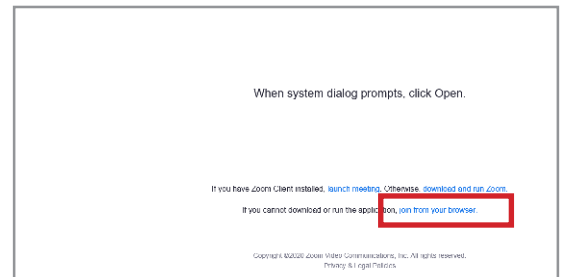 When system dialog prompts, click Open.
If you have Zoom Client installed, launch meeting. Otherwise, download and run Zoom.
If you cannot download or run the application, join from your browser.
Copyright ©2020 Zoom Video Communications, Inc. All rights reserved.
Privacy & Legal Policies